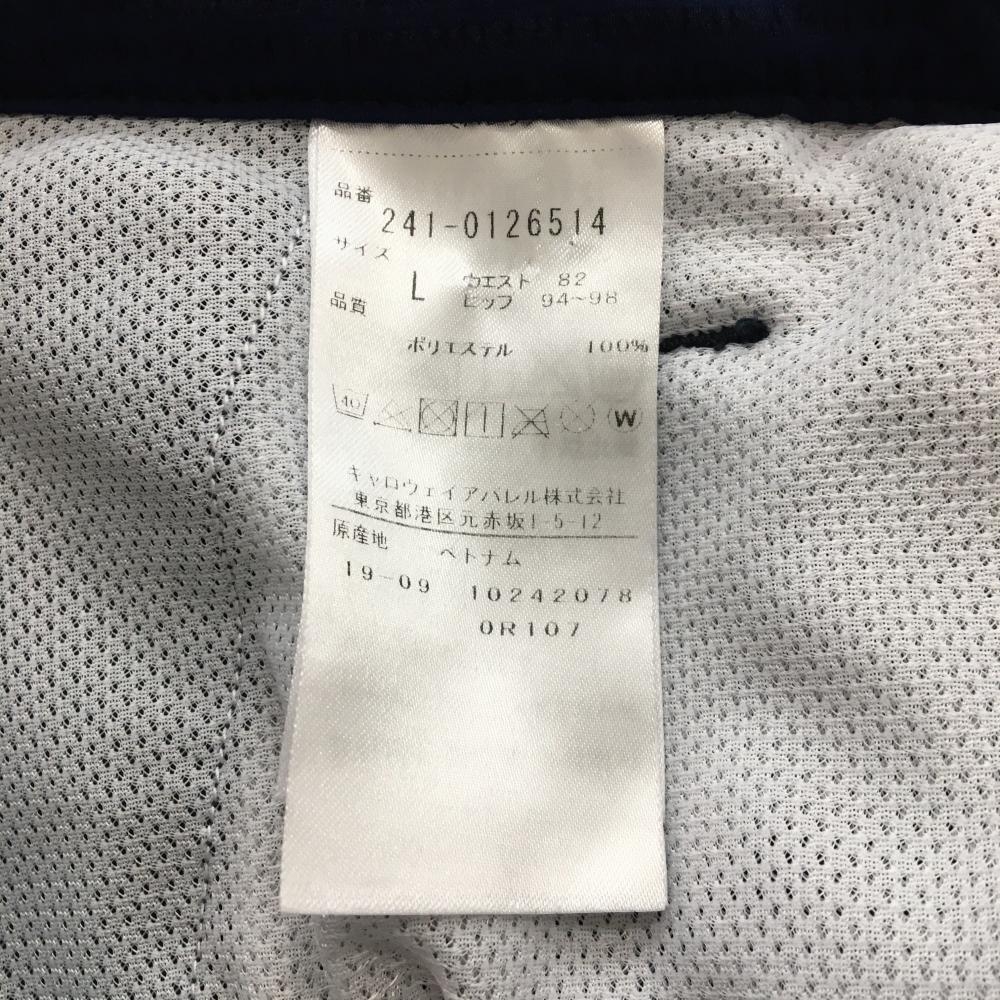 品番
241-0126514
サイズ
L ウエスト 82
ヒップ 94~98
品質
ポリエステル 100%
40 W
キャロウェイアパレル株式会社
東京都港区元赤坂1-5-12
原産地 ベトナム
19-09 10242078
0R107